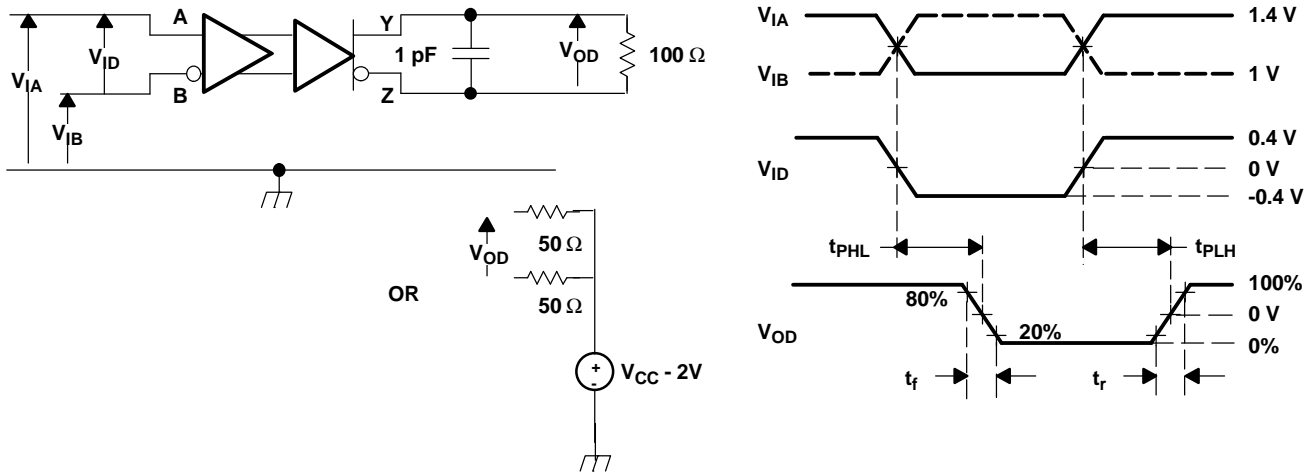 A
B
Y
Z
V_IA
V_ID
V_IB
1 pF
V_OD
100 Ω
V_OD
50 Ω
50 Ω
OR
+
-
V_CC - 2V
V_IA
V_IB
1.4 V
1 V
V_ID
0.4 V
0 V
-0.4 V
t_PHL
t_PLH
V_OD
80%
20%
100%
0 V
0%
t_f
t_r